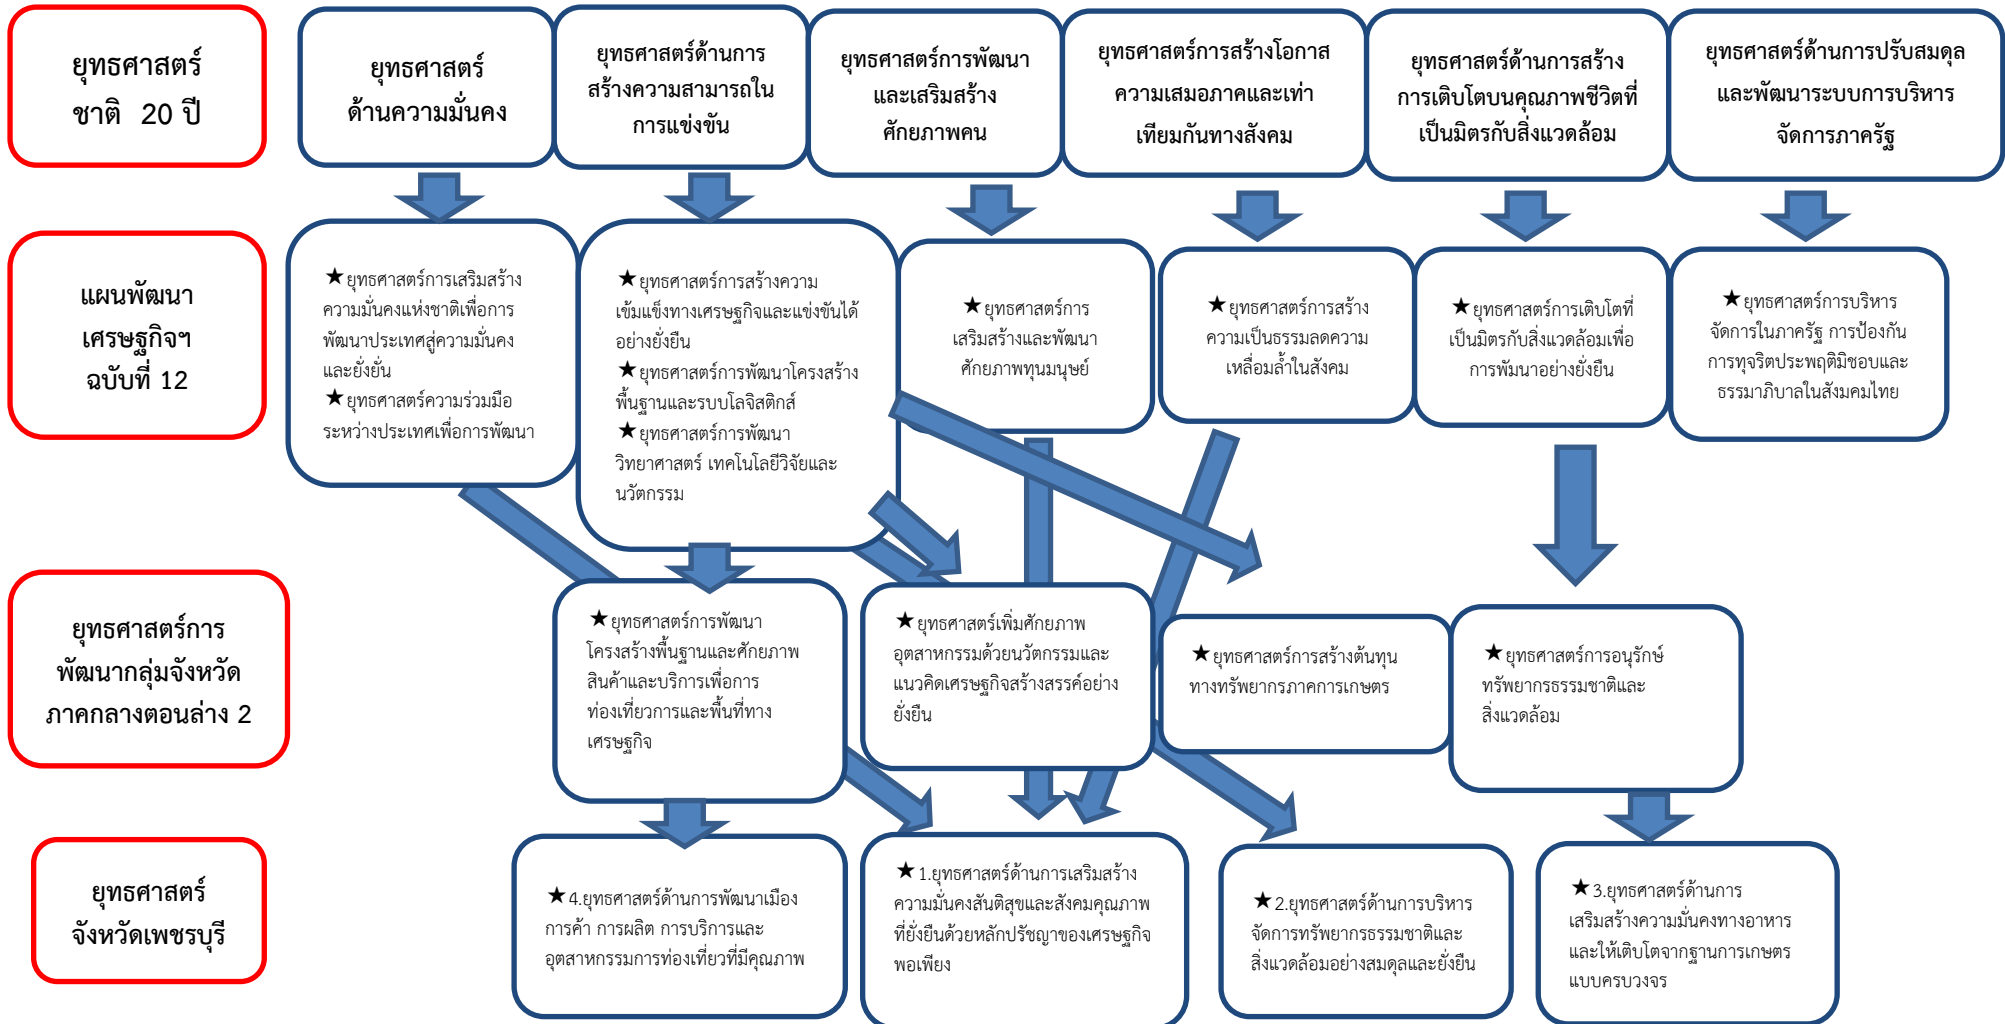 ยุทธศาสตร์
ชาติ 20 ปี
ยุทธศาสตร์
ด้านความมั่นคง
ยุทธศาสตร์ด้านการ
สร้างความสามารถใน
การแข่งขัน
ยุทธศาสตร์การพัฒนา
และเสริมสร้าง
ศักยภาพคน
ยุทธศาสตร์การสร้างโอกาส
ความเสมอภาคและเท่า
เทียมกันทางสังคม
ยุทธศาสตร์ด้านการสร้าง
การเติบโตบนคุณภาพชีวิตที่
เป็นมิตรกับสิ่งแวดล้อม
ยุทธศาสตร์ด้านการปรับสมดุล
และพัฒนาระบบการบริหาร
จัดการภาครัฐ
แผนพัฒนา
เศรษฐกิจฯ
ฉบับที่ 12
★ยุทธศาสตร์การเสริมสร้าง
ความมั่นคงแห่งชาติเพื่อการ
พัฒนาประเทศสู่ความมั่นคง
และยั่งยั่น
★ยุทธศาสตร์ความร่วมมือ
ระหว่างประเทศเพื่อการพัฒนา
★ยุทธศาสตร์การสร้างความ
เข้มแข็งทางเศรษฐกิจและแข่งขันได้
อย่างยั่งยืน
★ยุทธศาสตร์การพัฒนาโครงสร้าง
พื้นฐานและรบบโลจิสติกส์
★ยุทธศาสตร์การพัฒนา
วิทยาศาสตร์ เทคโนโลยีวิจัยและ
นวัตกรรม
★ยุทธศาสตร์การ
เสริมสร้างและพัฒนา
ศักยภาพทุนมนุษย์
★ยุทธศาสตร์การสร้าง
ความเป็นธรรมลดความ
เหลื่อมล้ำในสังคม
★ยุทธศาสตร์การเติบโตที่
เป็นมิตรกับสิ่งแวดล้อมเพื่อ
การพัมนาอย่างยั่งยืน
★ยุทธศาสตร์การบริหาร
จัดการในภาครัฐ การป้องกัน
การทุจริตประพฤติมิชอบและ
ธรรมาภิบาลในสังมคมไทย
ยุทธศาสตร์การ
พัฒนากลุ่มจังหวัด
ภาคกลางตอนล่าง 2
★ยุทธศาสตร์การพัฒนา
โครงสร้างพื้นฐานและศักยภาพ
สินค้าและบริการเพื่อการ
ท่องเที่ยวการและพื้นที่ทาง
เศรษฐกิจ
★ยุทธศาสตร์เพิ่มศักยภาพ
อุตสาหกรรมด้วยนวัตกรรมและ
แนวคิดเศรษฐกิจสร้างสรรค์อย่าง
ยั่งยืน
★ยุทธศาสตร์การสร้างต้นทุน
ทางทรัพยากรภาคการเกษตร
★ยุทธศาสตร์การอนุรักษ์
ทรัพยากรธรรมชาติและ
สิ่งแวดล้อม
ยุทธศาสตร์
จังหวัดเพชรบุรี
★4.ยุทธศาสตร์ด้านการพัฒนาเมือง
การค้า การผลิต การบริการและ
อุตสาหกรรมการท่องเที่ยวที่มีคุณภาพ
★1.ยุทธศาสตร์ด้านการเสริมสร้าง
ความมั่นคงสันติสุขและสังคมคุณภาพ
ที่ยั่งยืนด้วยหลักปรัชญาของเศรษฐกิจ
พอเพียง
★2.ยุทธศาสตร์ด้านการบริหาร
จัดการทรัพยากรธรรมชาติและ
สิ่งแวดล้อมอย่างสมดุลและยั่งยืน
★3.ยุทธศาสตร์ด้านการ
เสริมสร้างความมั่นคงทางอาหาร
และให้เติบโตจากฐานการเกษตร
แบบครบวงจร